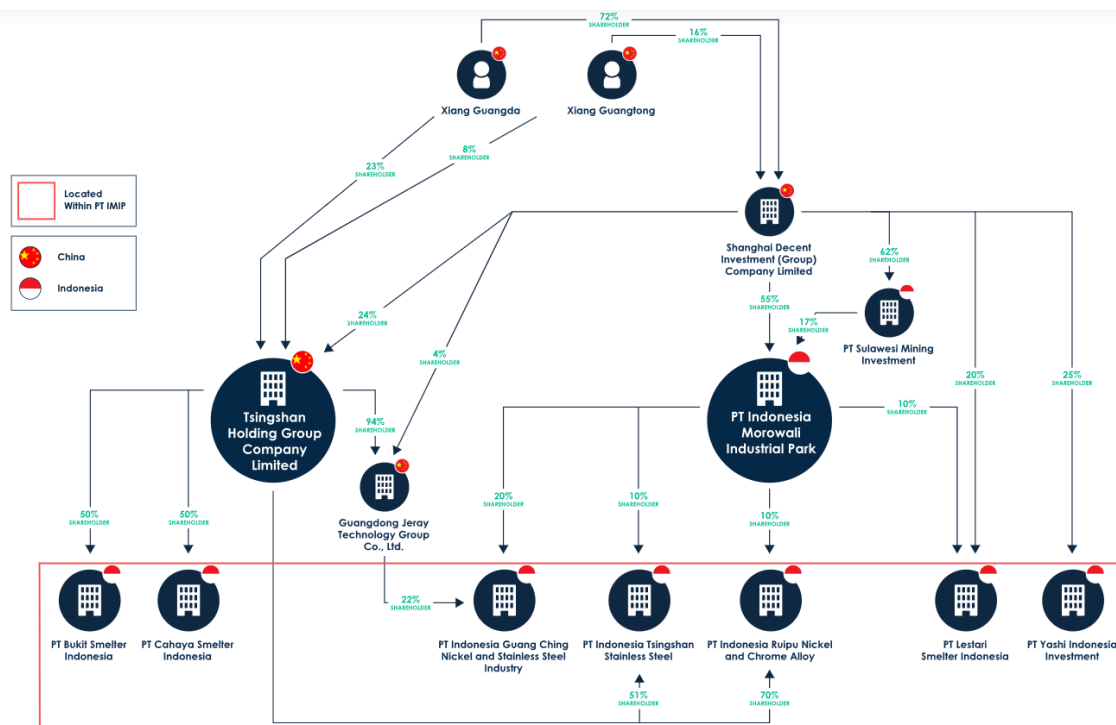 72%
SHAREHOLDER
16%
SHAREHOLDER
Xiang Guangda
Xiang Guangtong
8%
SHAREHOLDER
23%
SHAREHOLDER
Located
Within PT IMIP
China
Indonesia
Shanghai Decent
Investment (Group)
Company Limited
62%
SHAREHOLDER
55%
SHAREHOLDER
24%
SHAREHOLDER
17%
SHAREHOLDER
PT Sulawesi Mining
Investment
4%
SHAREHOLDER
20%
SHAREHOLDER
25%
SHAREHOLDER
Tsingshan
Holding Group
Company
Limited
94%
SHAREHOLDER
PT Indonesia
Morowali
Industrial Park
10%
SHAREHOLDER
50%
SHAREHOLDER
50%
SHAREHOLDER
Guangdong Jeray
Technology Group
Co., Ltd.
20%
SHAREHOLDER
10%
SHAREHOLDER
10%
SHAREHOLDER
22%
SHAREHOLDER
PT Bukit Smelter
Indonesia
PT Cahaya Smelter
Indonesia
PT Indonesia Guang Ching
Nickel and Stainless Steel
Industry
PT Indonesia Tsingshan
Stainless Steel
PT Indonesia Ruipu Nickel
and Chrome Alloy
PT Lestari
Smelter Indonesia
PT Yashi Indonesia
Investment
51%
SHAREHOLDER
70%
SHAREHOLDER